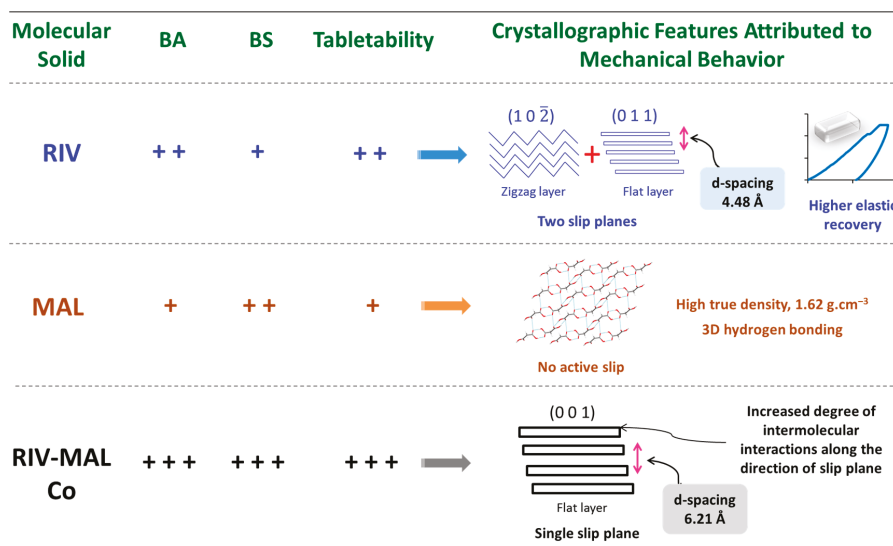 Molecular Solid
BA
BS
Tabletability
Crystallographic Features Attributed to
Mechanical Behavior
RIV
+ +
+
+ +
(1 0 2̅)
+
(0 1 1)
Zigzag layer
Flat layer
Two slip planes
d-spacing
4.48 Å
Higher elastic
recovery
MAL
+
+ +
+
No active slip
High true density, 1.62 g.cm⁻³
3D hydrogen bonding
RIV-MAL
Co
+ + +
+ + +
+ + +
(0 0 1)
Flat layer
Single slip plane
d-spacing
6.21 Å
Increased degree of
intermolecular
interactions along the
direction of slip plane